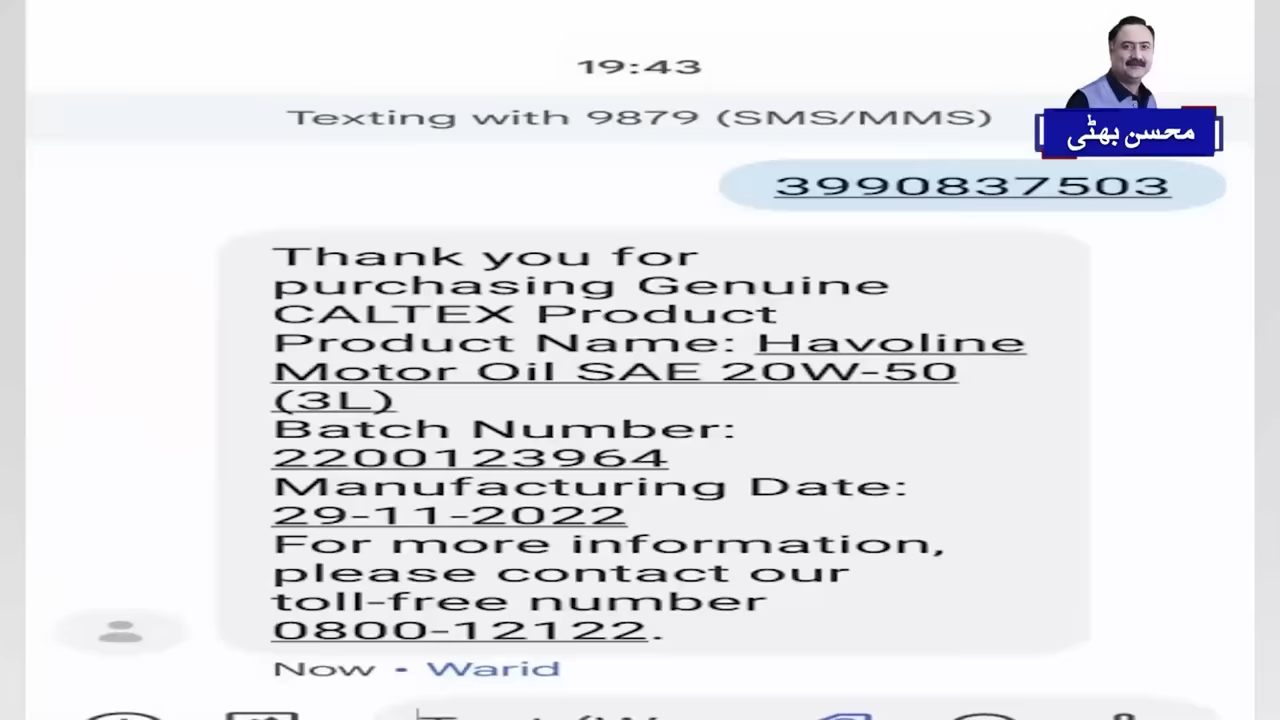 19:43
Texting with 9879 (SMS/MMS)
محسن بھٹی
3990837503
Thank you for
purchasing Genuine
CALTEX Product
Product Name: Havoline
Motor Oil SAE 20W-50
(3L)
Batch Number:
2200123964
Manufacturing Date:
29-11-2022
For more information,
please contact our
toll-free number
0800-12122.
Now • Warid